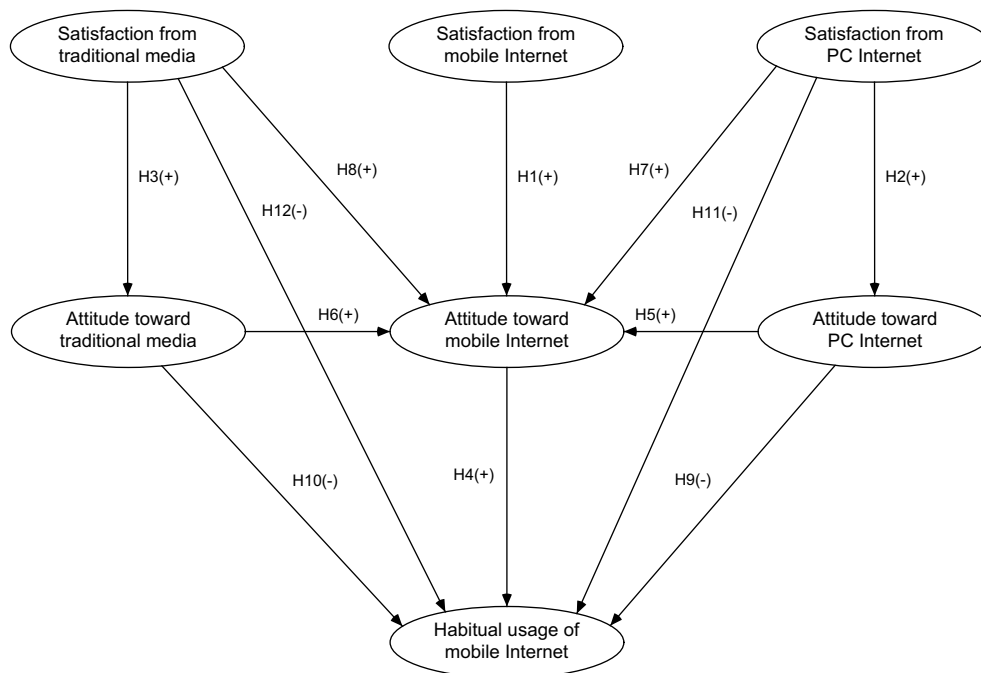 Satisfaction from
traditional media
Satisfaction from
mobile Internet
Satisfaction from
PC Internet
H3(+)
H8(+)
H1(+)
H7(+)
H2(+)
H12(-)
H11(-)
Attitude toward
traditional media
H6(+)
Attitude toward
mobile Internet
H5(+)
Attitude toward
PC Internet
H10(-)
H4(+)
H9(-)
Habitual usage of
mobile Internet